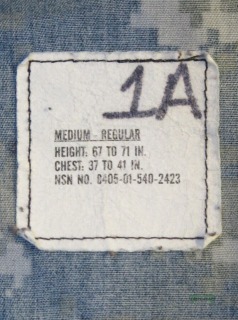 1A
MEDIUM - REGULAR
HEIGHT: 67 TO 71 IN.
CHEST: 37 TO 41 IN.
NSN NO. 8405-01-540-2423